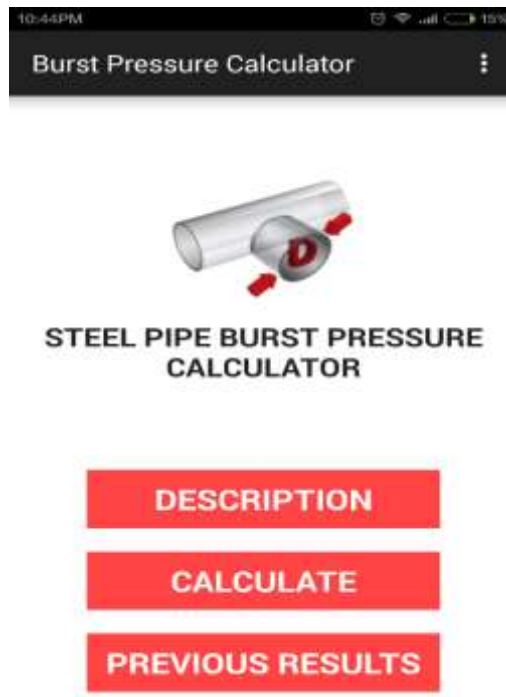 10:44PM 15%
Burst Pressure Calculator
D
STEEL PIPE BURST PRESSURE
CALCULATOR
DESCRIPTION
CALCULATE
PREVIOUS RESULTS